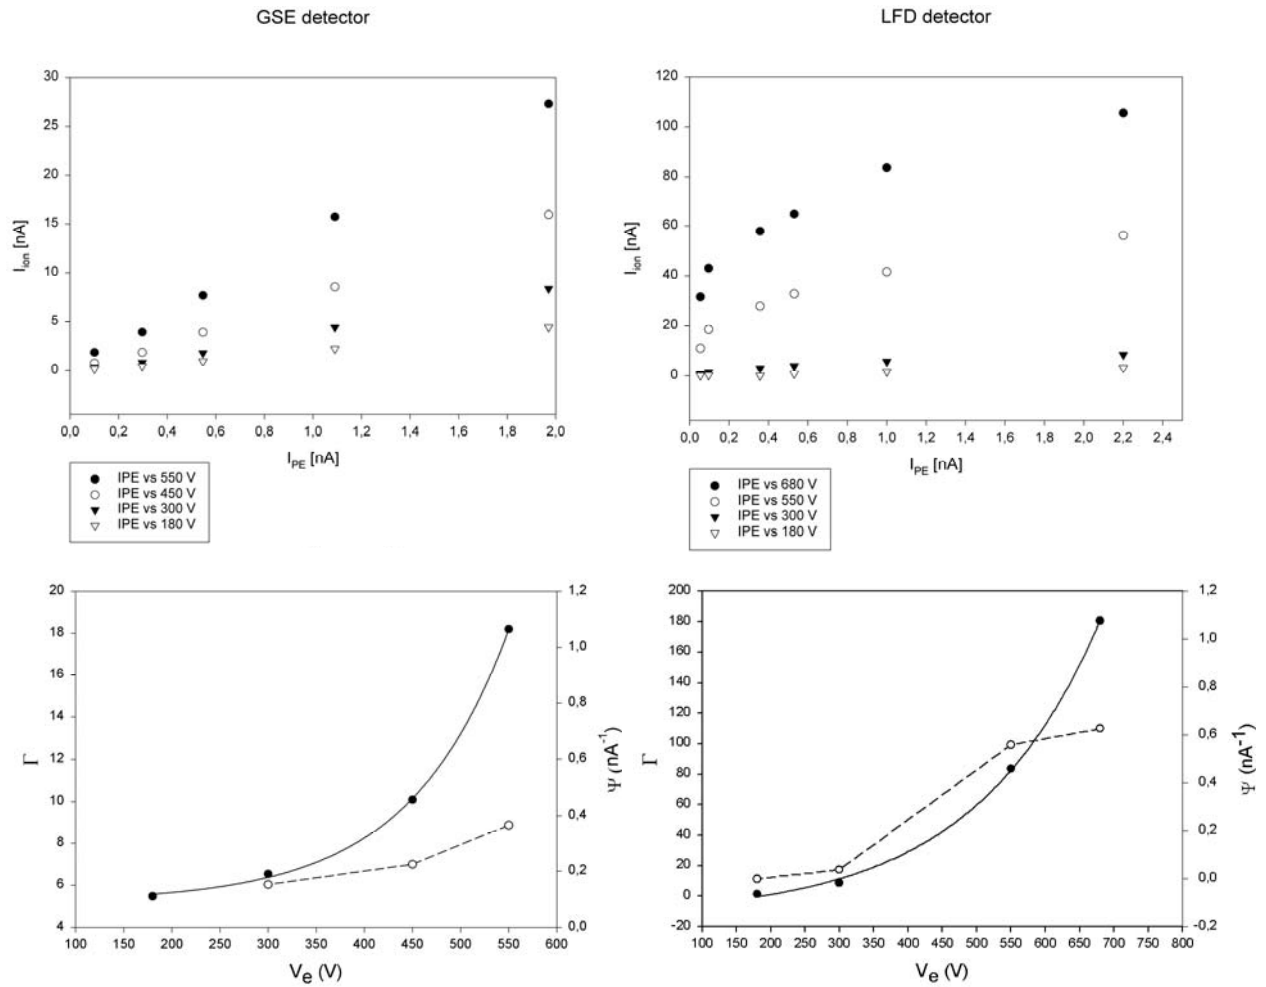 GSE detector
LFD detector
30
25
20
15
10
5
0
I_ion [nA]
0,0 0,2 0,4 0,6 0,8 1,0 1,2 1,4 1,6 1,8 2,0
I_PE [nA]
IPE vs 550 V
IPE vs 450 V
IPE vs 300 V
IPE vs 180 V
120
100
80
60
40
20
0
I_ion [nA]
0,0 0,2 0,4 0,6 0,8 1,0 1,2 1,4 1,6 1,8 2,0 2,2 2,4
I_PE [nA]
IPE vs 680 V
IPE vs 550 V
IPE vs 300 V
IPE vs 180 V
20
18
16
14
12
10
8
6
4
Γ
1,2
1,0
0,8
0,6
0,4
0,2
0,0
Ψ (nA⁻¹)
100 150 200 250 300 350 400 450 500 550 600
V_e (V)
200
180
160
140
120
100
80
60
40
20
0
-20
Γ
1,2
1,0
0,8
0,6
0,4
0,2
0,0
-0,2
Ψ (nA⁻¹)
100 150 200 250 300 350 400 450 500 550 600 650 700 750 800
V_e (V)